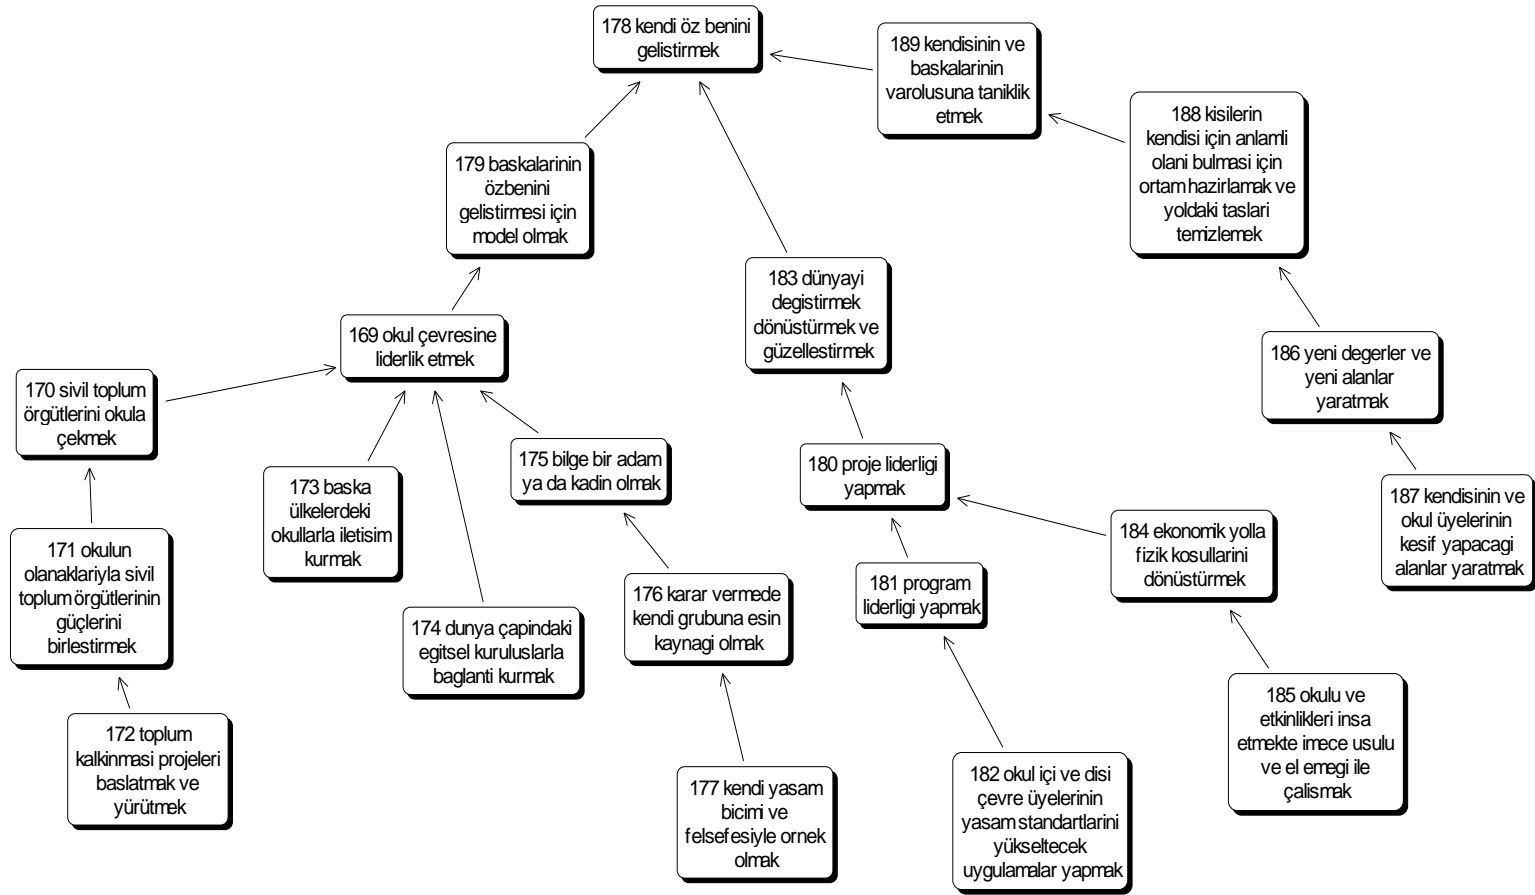 178 kendi öz benini
gelistirmek
189 kendisinin ve
baskalarinin
varolusuna taniklik
etmek
188 kisilerin
kendisi için anlamli
olani bulmasi için
ortam hazirlamak ve
yoldaki taslari
temizlemek
179 baskalarinin
özbenini
gelistirmesi için
model olmak
183 dünyayi
degistirmek
dönüstürmek ve
güzellestirmek
169 okul çevresine
liderlik etmek
186 yeni degerler ve
yeni alanlar
yaratmak
170 sivil toplum
örgütlerini okula
çekmek
175 bilge bir adam
ya da kadin olmak
180 proje liderligi
yapmak
173 baska
ülkelerdeki
okullarla iletisim
kurmak
187 kendisinin ve
okul üyelerinin
kesif yapacagi
alanlar yaratmak
184 ekonomik yolla
fizik kosullarini
dönüstürmek
171 okulun
olanaklariyla sivil
toplum örgütlerinin
güçlerini
birlestirmek
181 program
liderligi yapmak
176 karar vermede
kendi grubuna esin
kaynagi olmak
174 dunya çapindaki
egitsel kuruluslarla
baglanti kurmak
185 okulu ve
etkinlikleri insa
etmekte imece usulu
ve el emegi ile
çalismak
172 toplum
kalkinmasi projeleri
baslatmak ve
yürütmek
182 okul içi ve disi
çevre üyelerinin
yasam standartlarini
yükseltecek
uygulamalar yapmak
177 kendi yasam
bicimi ve
felsefesiyle ornek
olmak